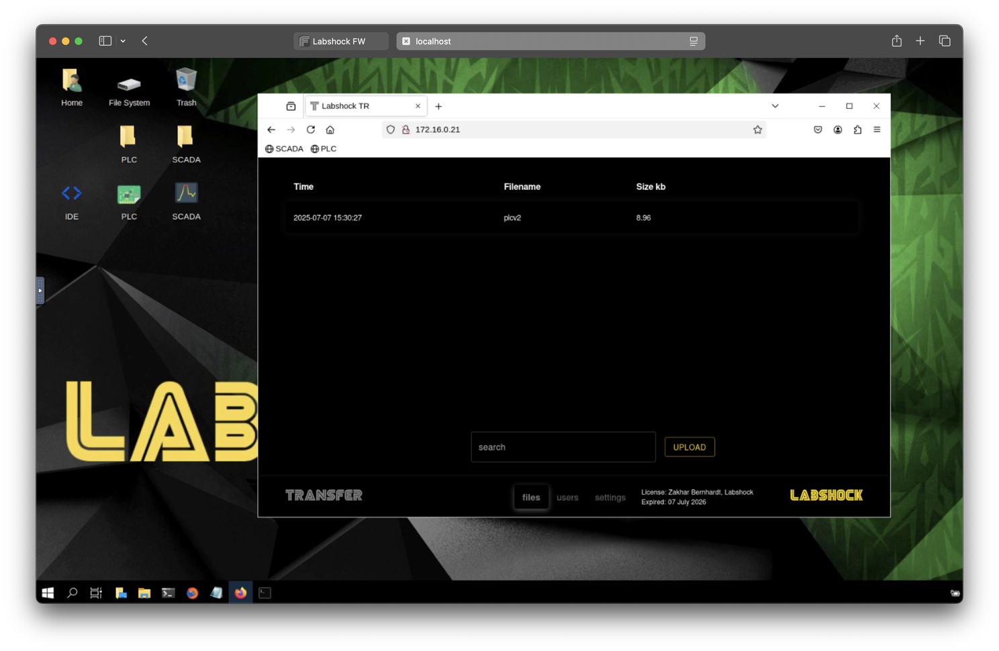 Labshock FW
localhost
Home
File System
Trash
PLC
SCADA
IDE
PLC
SCADA
LAB
Labshock TR
172.16.0.21
SCADA
PLC
Time
Filename
Size kb
2025-07-07 15:30:27
plcv2
8.96
search
UPLOAD
TRANSFER
files
users
settings
License: Zakhar Bernhardt, Labshock
Expired: 07 July 2026
LABSHOCK